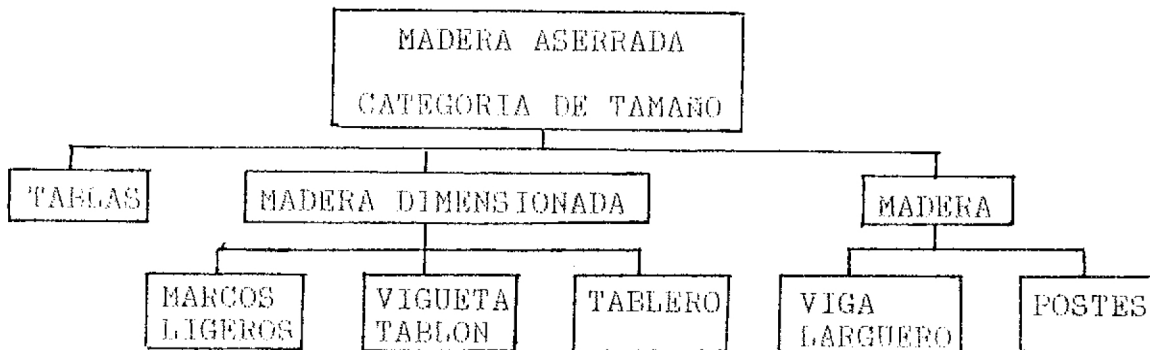 MADERA ASERRADA
CATEGORIA DE TAMAÑO
TABLAS
MADERA DIMENSIONADA
MADERA
MARCOS
LIGEROS
VIGUETA
TABLON
TABLERO
VIGA
LARGUERO
POSTES